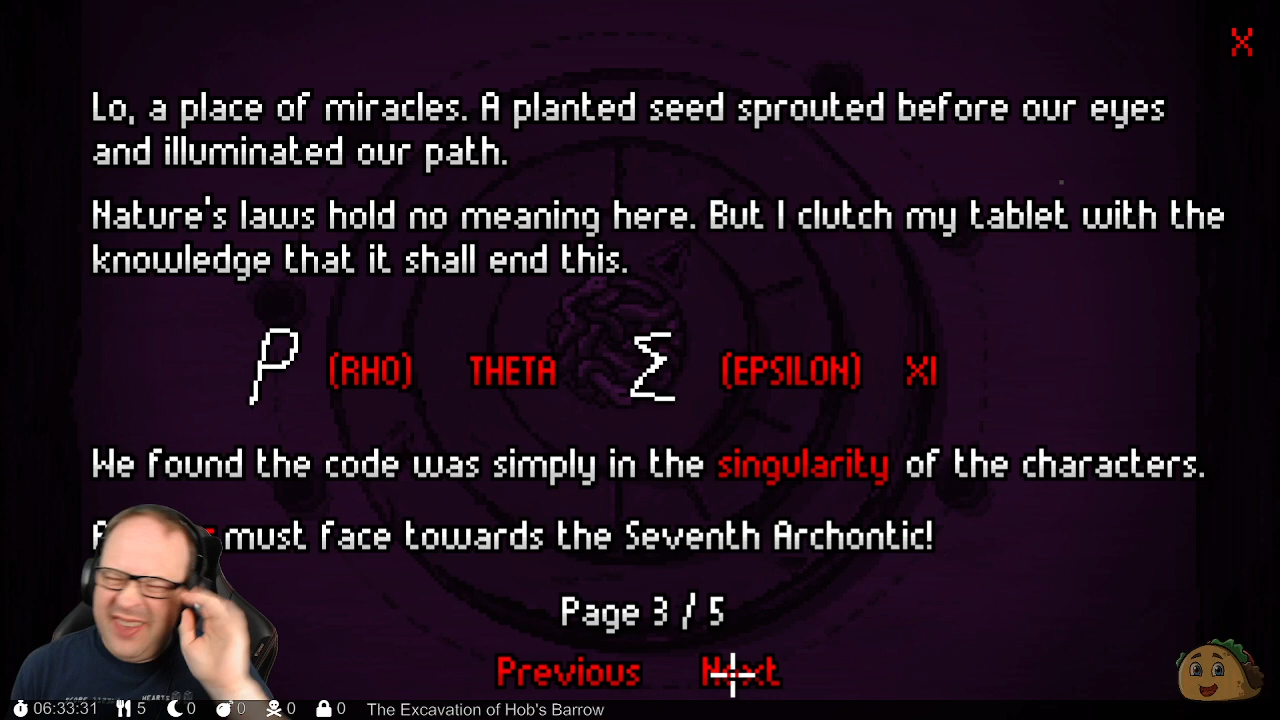 X
Lo, a place of miracles. A planted seed sprouted before our eyes
and illuminated our path.
Nature's laws hold no meaning here. But I clutch my tablet with the
knowledge that it shall end this.
ρ (RHO) THETA Σ (EPSILON) XI
We found the code was simply in the singularity of the characters.
must face towards the Seventh Archontic!
Page 3 / 5
Previous Next
06:33:31 5 0 0 0 0 The Excavation of Hob's Barrow